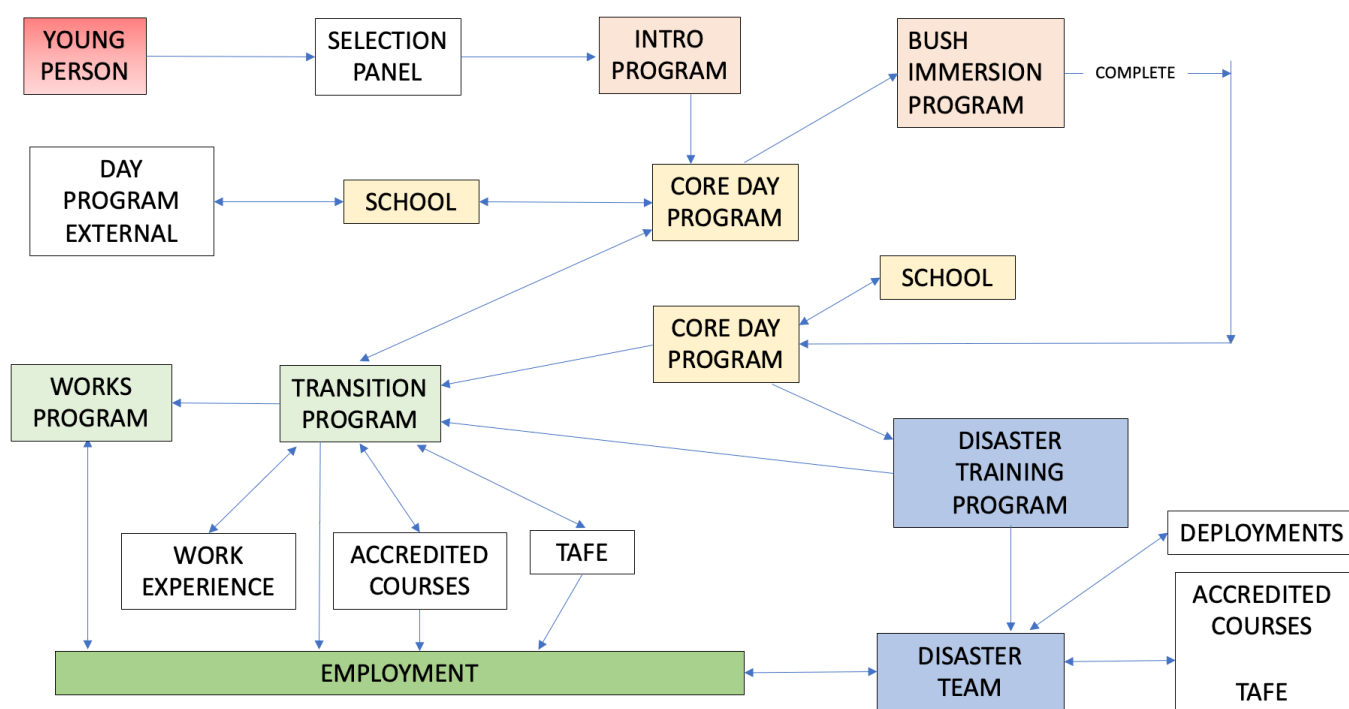 YOUNG
PERSON
SELECTION
PANEL
INTRO
PROGRAM
BUSH
IMMERSION
PROGRAM
COMPLETE
DAY
PROGRAM
EXTERNAL
SCHOOL
CORE DAY
PROGRAM
SCHOOL
CORE DAY
PROGRAM
WORKS
PROGRAM
TRANSITION
PROGRAM
DISASTER
TRAINING
PROGRAM
WORK
EXPERIENCE
ACCREDITED
COURSES
TAFE
DEPLOYMENTS
ACCREDITED
COURSES
TAFE
EMPLOYMENT
DISASTER
TEAM